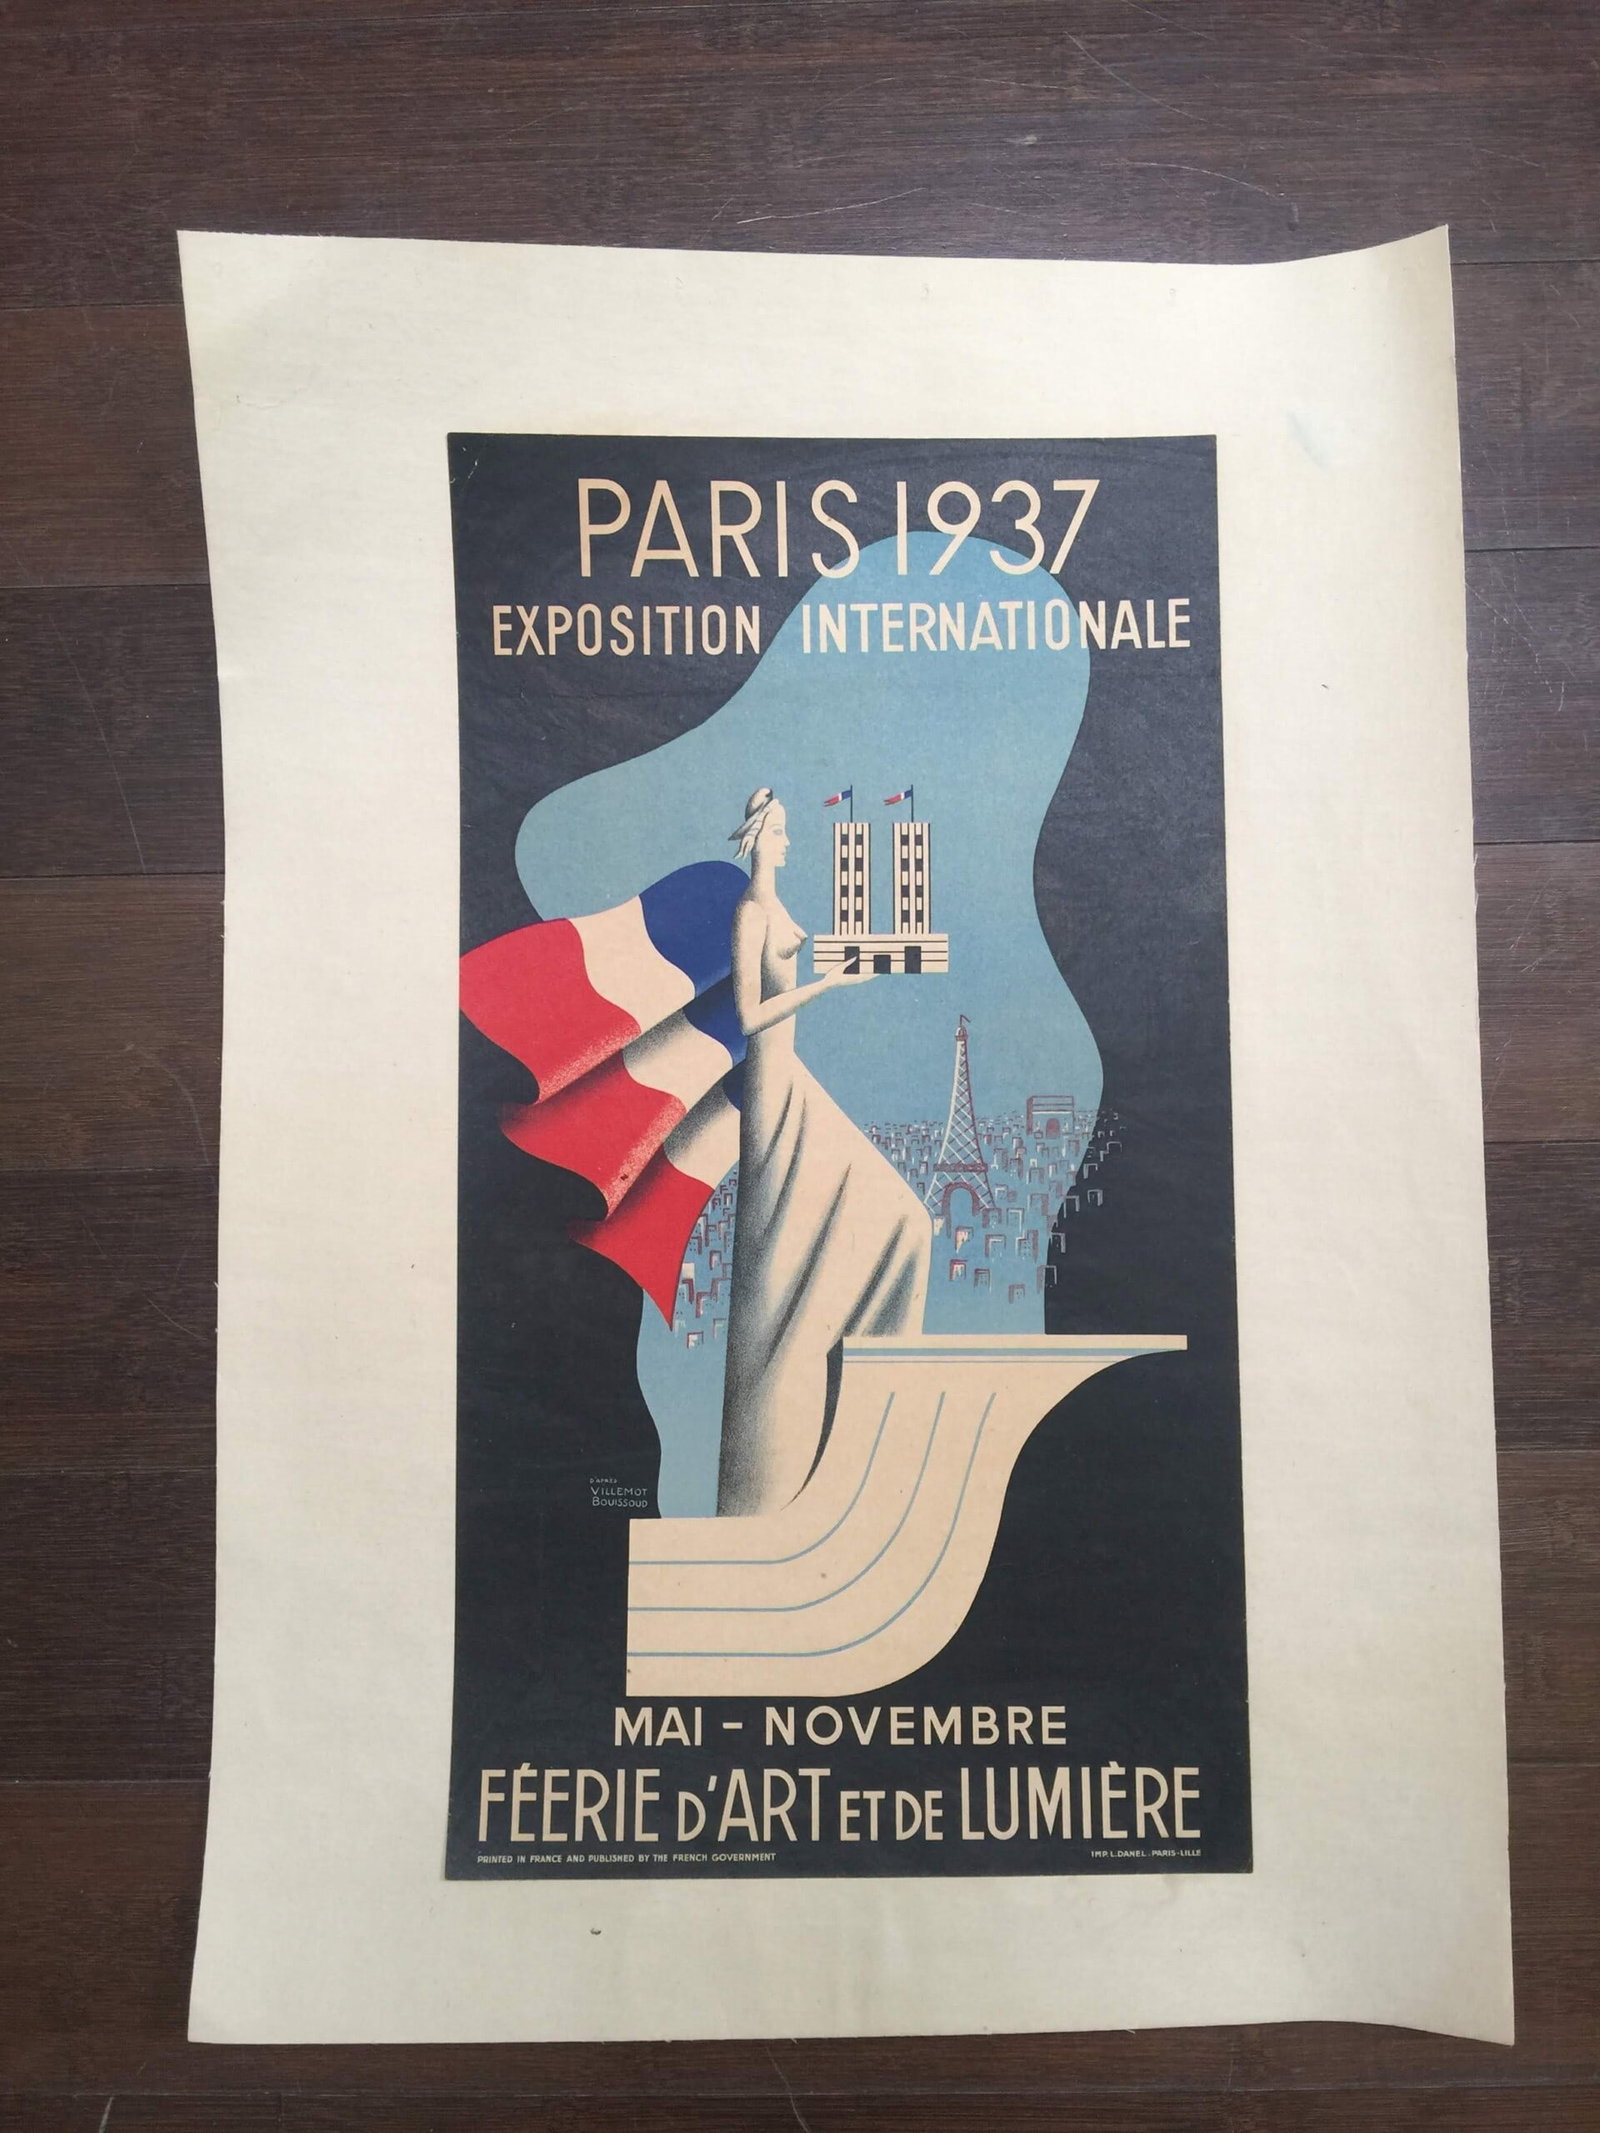 PARIS 1937
EXPOSITION INTERNATIONALE
D'APRÈS
VILLEMOT
BOUISSOUD
MAI - NOVEMBRE
FÉERIE D'ART ET DE LUMIÈRE
PRINTED IN FRANCE AND PUBLISHED BY THE FRENCH GOVERNMENT
IMP. L. DANEL . PARIS-LILLE